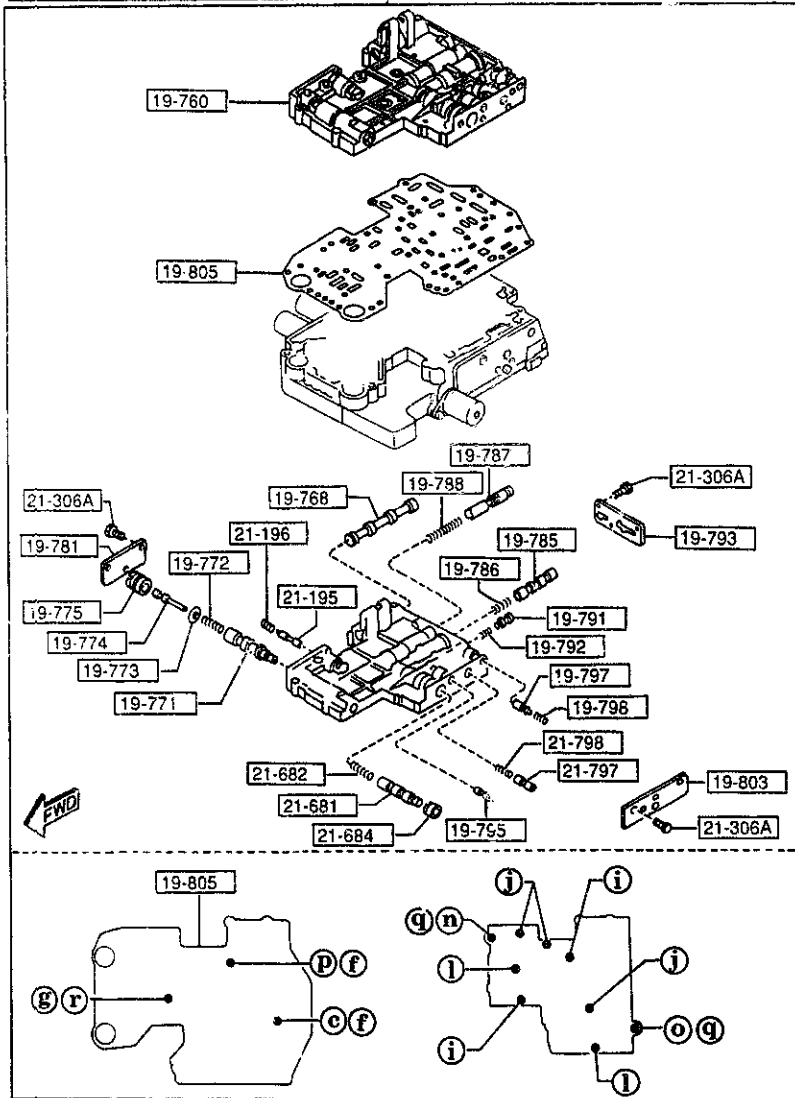 19-760
19-805
19-787
19-788
21-306A
19-768
21-306A
21-196
19-785
19-793
19-781
19-772
19-786
21-195
19-791
19-775
19-792
19-774
19-797
19-773
19-798
19-771
21-798
21-682
21-797
19-803
FWD
21-681
21-684
19-795
21-306A
19-805
j
i
q n
p f
l
j
g r
c f
o q
i
l